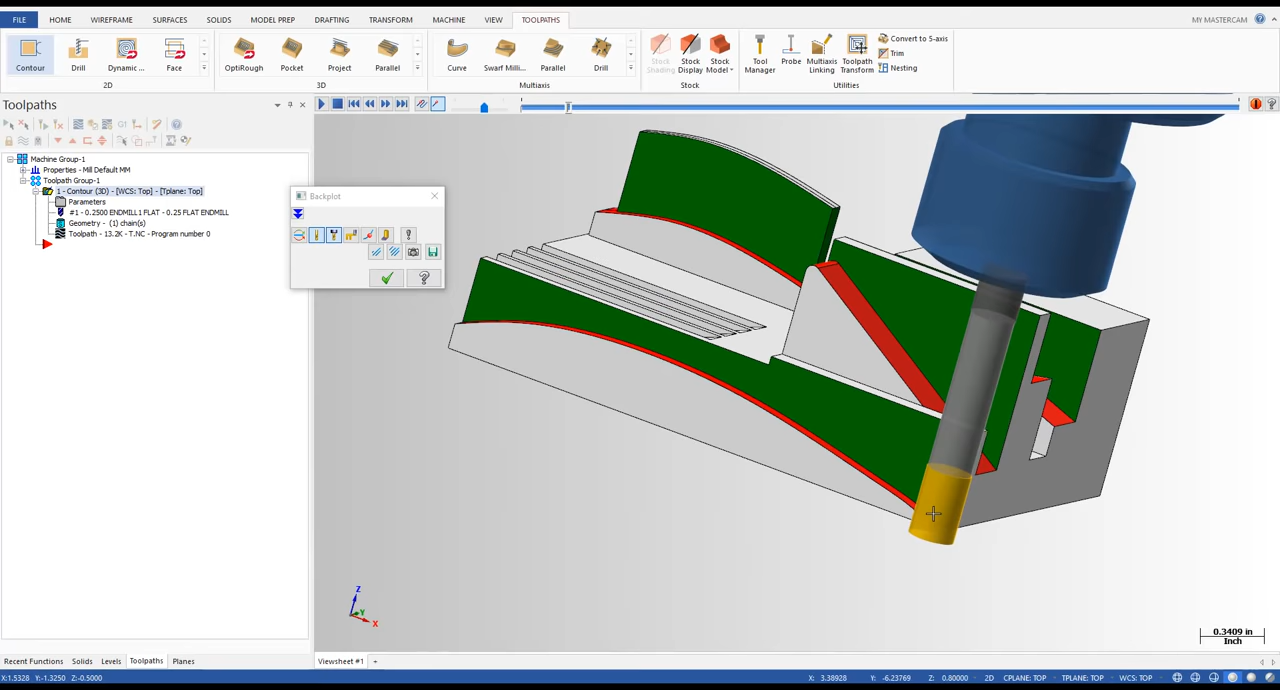 FILE HOME WIREFRAME SURFACES SOLIDS MODEL PREP DRAFTING TRANSFORM MACHINE VIEW TOOLPATHS MY MASTERCAM
Contour Drill Dynamic ... Face OptiRough Pocket Project Parallel Curve Swarf Milli... Parallel Drill Stock Shading Stock Display Stock Model Tool Manager Probe Multiaxis Linking Toolpath Transform
Convert to 5-axis
Trim
Nesting
2D 3D Multiaxis Stock Utilities
Toolpaths
Machine Group-1
Properties - Mill Default MM
Toolpath Group-1
1 - Contour (3D) - [WCS: Top] - [Tplane: Top]
Parameters
#1 - 0.2500 ENDMILL1 FLAT - 0.25 FLAT ENDMILL
Geometry - (1) chain(s)
Toolpath - 13.2K - T.NC - Program number 0
Backplot
Z
Y
X
0.3409 in
Inch
Recent Functions Solids Levels Toolpaths Planes
Viewsheet #1 +
X:1.5328 Y:-1.3250 Z:-0.5000 X: 3.38928 Y: -6.23769 Z: 0.80000 2D CPLANE: TOP TPLANE: TOP WCS: TOP